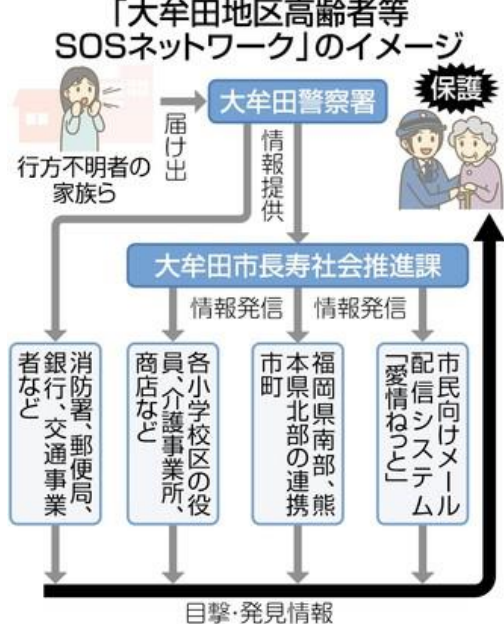 「大牟田地区高齢者等
SOSネットワーク」のイメージ
保護
大牟田警察署
届け出
行方不明者の
家族ら
情報提供
大牟田市長寿社会推進課
情報発信
情報発信
消防署、郵便局、
銀行、交通事業
者など
各小学校区の役
員、介護事業所、
商店など
福岡県南部、熊
本県北部の連携
市町
市民向けメール
配信システム
「愛情ねっと」
目撃・発見情報